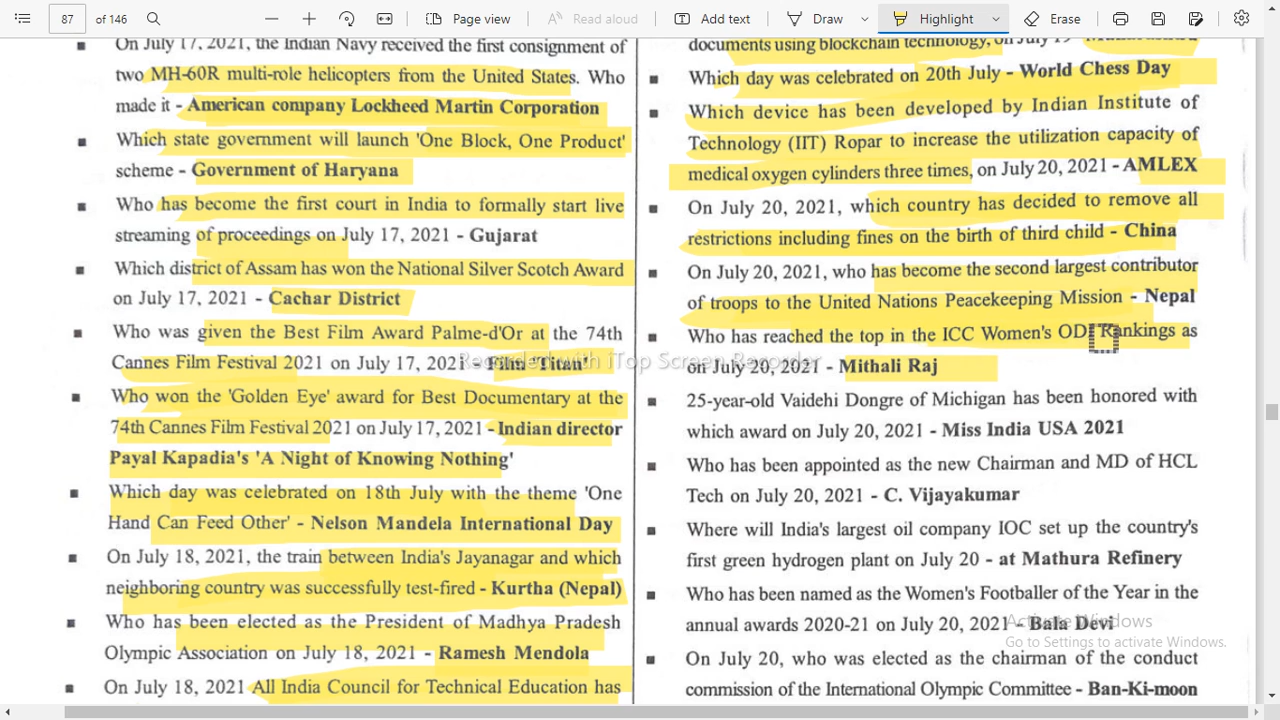 87 of 146 Page view Read aloud Add text Draw Highlight Erase
On July 17, 2021, the Indian Navy received the first consignment of
two MH-60R multi-role helicopters from the United States. Who
made it - American company Lockheed Martin Corporation
Which state government will launch 'One Block, One Product'
scheme - Government of Haryana
Who has become the first court in India to formally start live
streaming of proceedings on July 17, 2021 - Gujarat
Which district of Assam has won the National Silver Scotch Award
on July 17, 2021 - Cachar District
Who was given the Best Film Award Palme-d'Or at the 74th
Cannes Film Festival 2021 on July 17, 2021 - Film 'Titan'
Who won the 'Golden Eye' award for Best Documentary at the
74th Cannes Film Festival 2021 on July 17, 2021 - Indian director
Payal Kapadia's 'A Night of Knowing Nothing'
Which day was celebrated on 18th July with the theme 'One
Hand Can Feed Other' - Nelson Mandela International Day
On July 18, 2021, the train between India's Jayanagar and which
neighboring country was successfully test-fired - Kurtha (Nepal)
Who has been elected as the President of Madhya Pradesh
Olympic Association on July 18, 2021 - Ramesh Mendola
On July 18, 2021 All India Council for Technical Education has
documents using blockchain technology, on July 19
Which day was celebrated on 20th July - World Chess Day
Which device has been developed by Indian Institute of
Technology (IIT) Ropar to increase the utilization capacity of
medical oxygen cylinders three times, on July 20, 2021 - AMLEX
On July 20, 2021, which country has decided to remove all
restrictions including fines on the birth of third child - China
On July 20, 2021, who has become the second largest contributor
of troops to the United Nations Peacekeeping Mission - Nepal
Who has reached the top in the ICC Women's ODI Rankings as
on July 20, 2021 - Mithali Raj
25-year-old Vaidehi Dongre of Michigan has been honored with
which award on July 20, 2021 - Miss India USA 2021
Who has been appointed as the new Chairman and MD of HCL
Tech on July 20, 2021 - C. Vijayakumar
Where will India's largest oil company IOC set up the country's
first green hydrogen plant on July 20 - at Mathura Refinery
Who has been named as the Women's Footballer of the Year in the
annual awards 2020-21 on July 20, 2021 - Bala Devi
On July 20, who was elected as the chairman of the conduct
commission of the International Olympic Committee - Ban-Ki-moon
Recorded with iTop Screen Recorder
Activate Windows
Go to Settings to activate Windows.